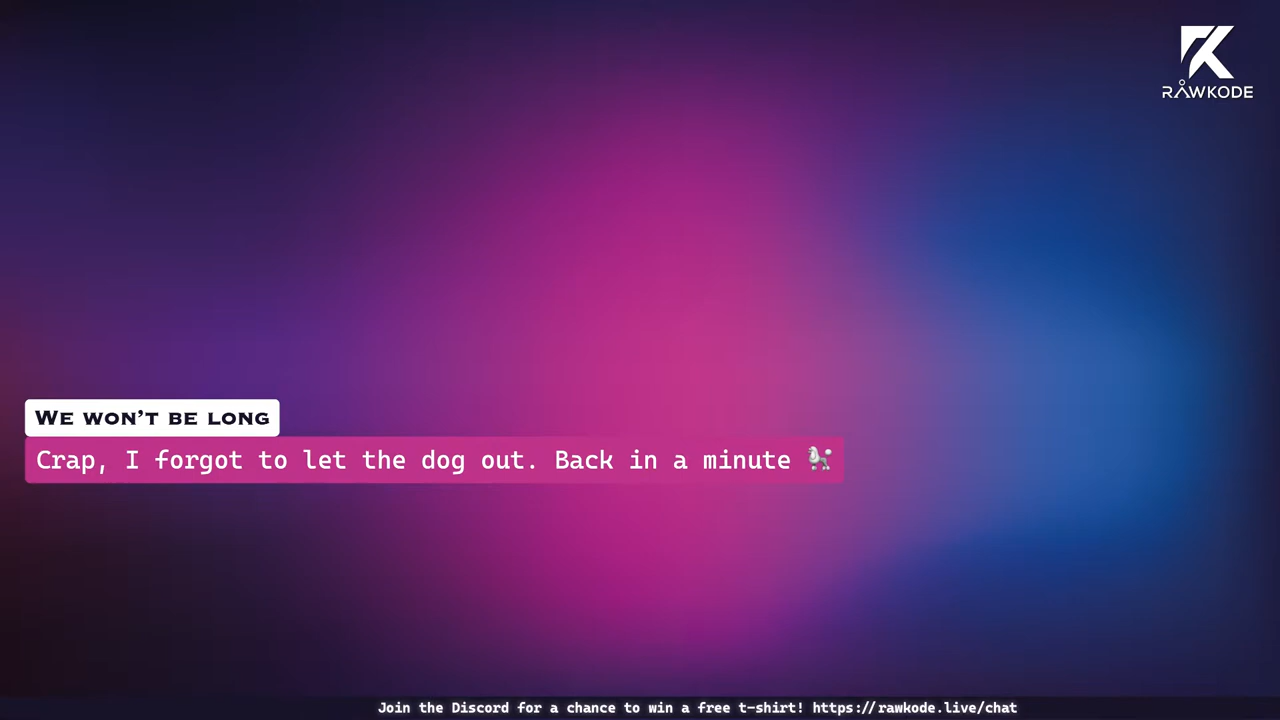 RÅWKODE
We won't be long
Crap, I forgot to let the dog out. Back in a minute 🐩
Join the Discord for a chance to win a free t-shirt! https://rawkode.live/chat